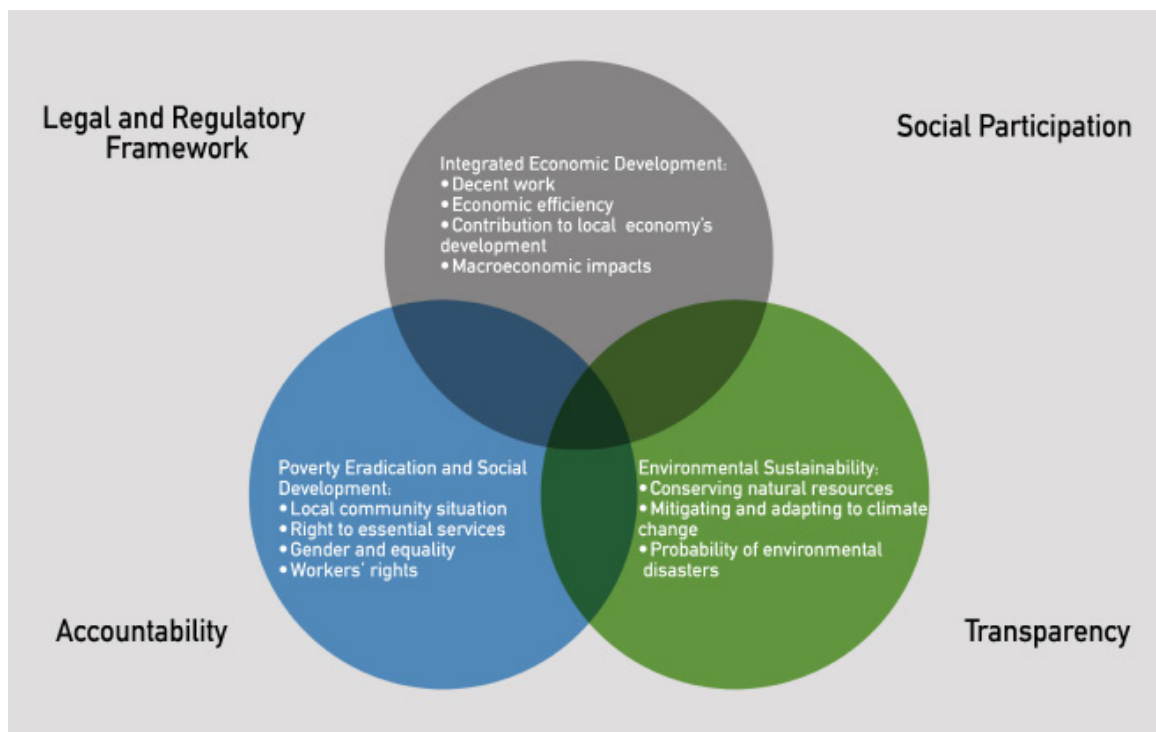 Legal and Regulatory
Framework
Social Participation
Integrated Economic Development:
•Decent work
•Economic efficiency
•Contribution to local economy's
development
•Macroeconomic impacts
Poverty Eradication and Social
Development:
•Local community situation
•Right to essential services
•Gender and equality
•Workers' rights
Environmental Sustainability:
•Conserving natural resources
•Mitigating and adapting to climate
change
•Probability of environmental
disasters
Accountability
Transparency